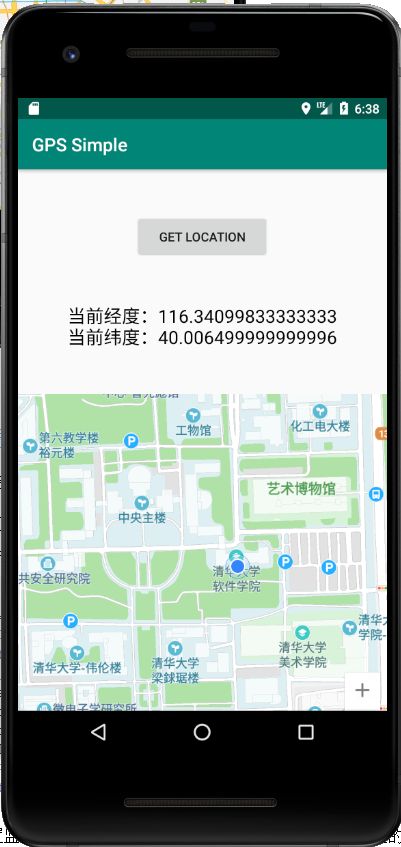 LTE 6:38
GPS Simple
GET LOCATION
当前经度：116.34099833333333
当前纬度：40.006499999999996
工物馆
化工电大楼
第六教学楼
裕元楼
P
13
艺术博物馆
中央主楼
清华大学
软件学院
P
P
共安全研究院
P
清华大学-伟伦楼
清华大学
梁銶琚楼
清华大学
美术学院
清华大
学院-
微电子学研究所
+